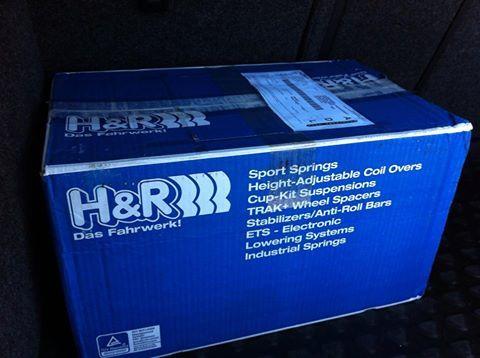 H&R
Das Fahrwerk!
H&R
Das Fahrwerk!
Sport Springs
Height-Adjustable Coil Overs
Cup-Kit Suspensions
TRAK+ Wheel Spacers
Stabilizers/Anti-Roll Bars
ETS - Electronic
Lowering Systems
Industrial Springs